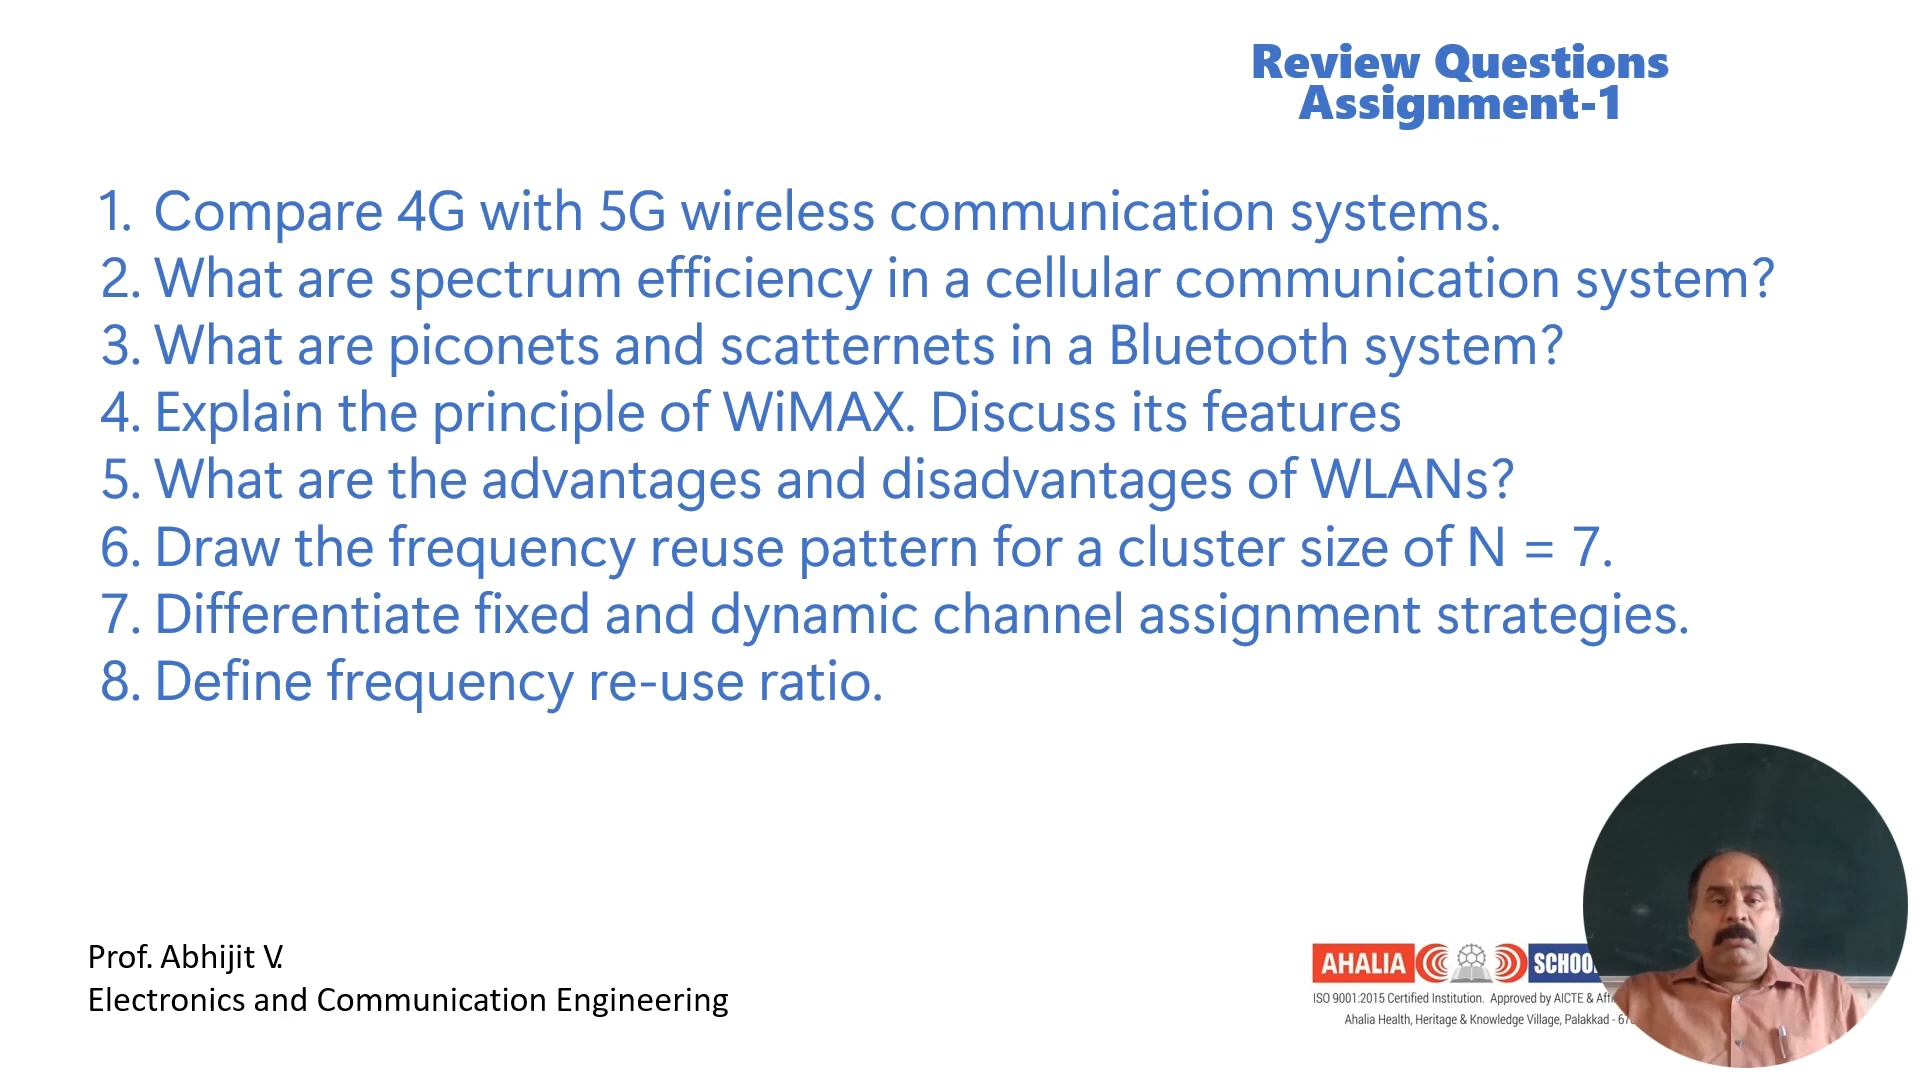 Review Questions
Assignment-1
1. Compare 4G with 5G wireless communication systems.
2. What are spectrum efficiency in a cellular communication system?
3. What are piconets and scatternets in a Bluetooth system?
4. Explain the principle of WiMAX. Discuss its features
5. What are the advantages and disadvantages of WLANs?
6. Draw the frequency reuse pattern for a cluster size of N = 7.
7. Differentiate fixed and dynamic channel assignment strategies.
8. Define frequency re-use ratio.
Prof. Abhijit V.
Electronics and Communication Engineering
AHALIA SCHOOL
ISO 9001:2015 Certified Institution. Approved by AICTE &
Ahalia Health, Heritage & Knowledge Village, Palakkad -